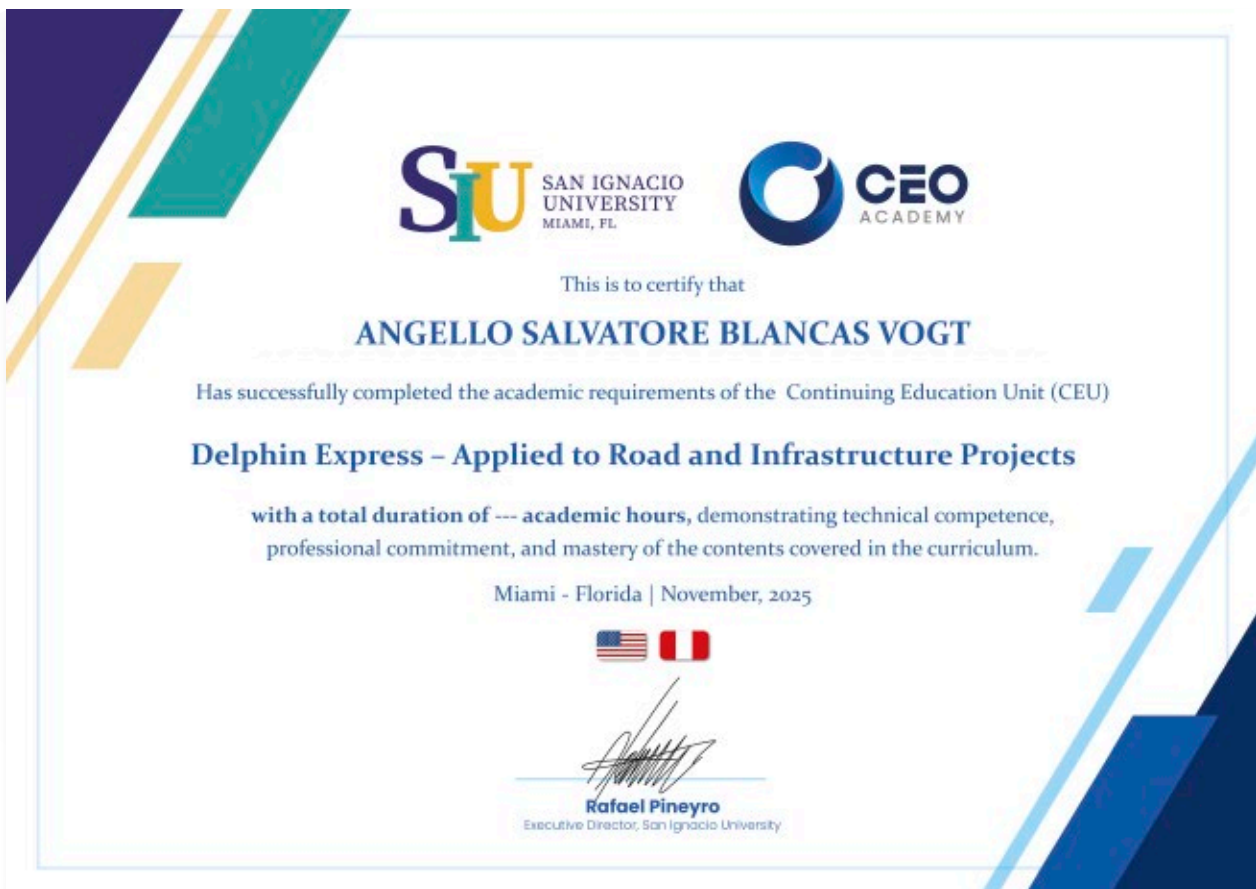 SIU
SAN IGNACIO
UNIVERSITY
MIAMI, FL
CEO
ACADEMY
This is to certify that
ANGELLO SALVATORE BLANCAS VOGT
Has successfully completed the academic requirements of the Continuing Education Unit (CEU)
Delphin Express – Applied to Road and Infrastructure Projects
with a total duration of --- academic hours, demonstrating technical competence,
professional commitment, and mastery of the contents covered in the curriculum.
Miami - Florida | November, 2025
Rafael Pineyro
Executive Director, San Ignacio University